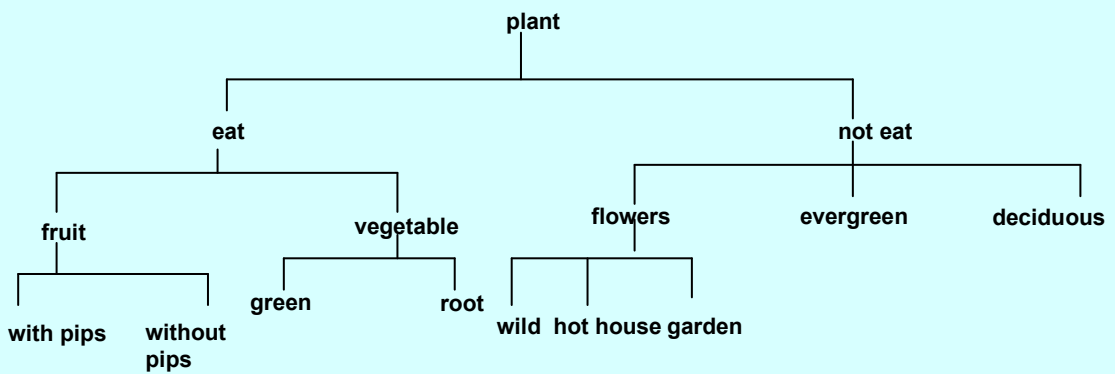 plant
eat
not eat
fruit
vegetable
flowers
evergreen
deciduous
with pips
without
pips
green
root
wild
hot house
garden